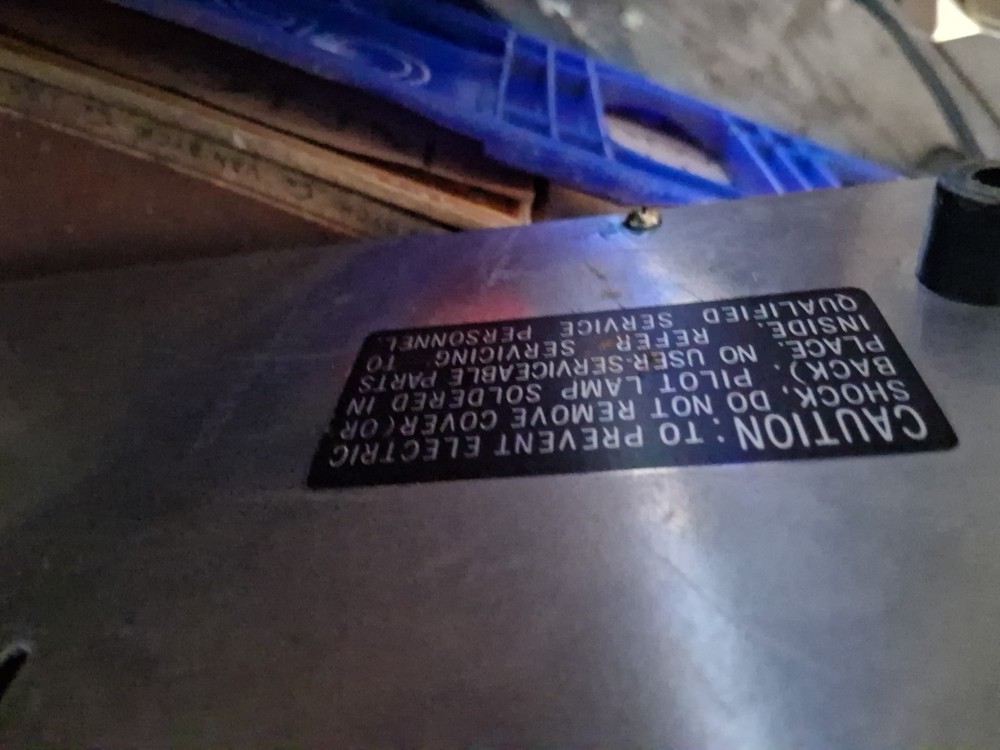 CAUTION: TO PREVENT ELECTRIC
SHOCK, DO NOT REMOVE COVER (OR
BACK). PILOT LAMP SOLDERED IN
PLACE. NO USER-SERVICEABLE PARTS
INSIDE. REFER SERVICING TO
QUALIFIED SERVICE PERSONNEL.